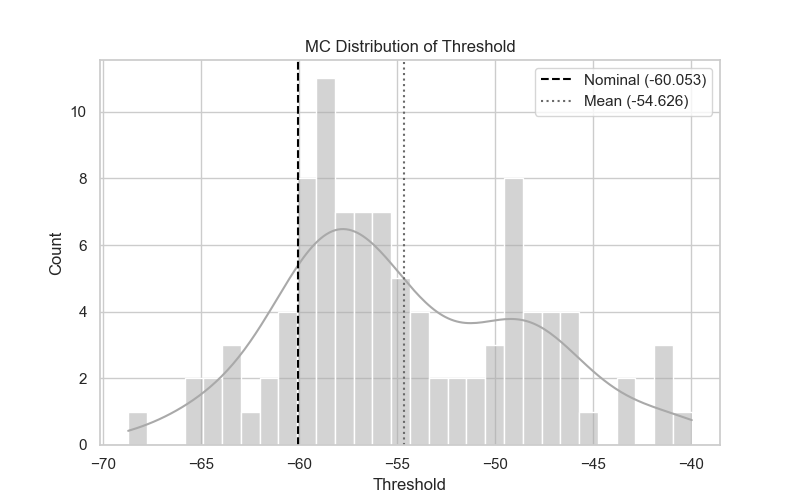 MC Distribution of Threshold
Nominal (-60.053)
Mean (-54.626)
Count
10
8
6
4
2
0
−70 −65 −60 −55 −50 −45 −40
Threshold